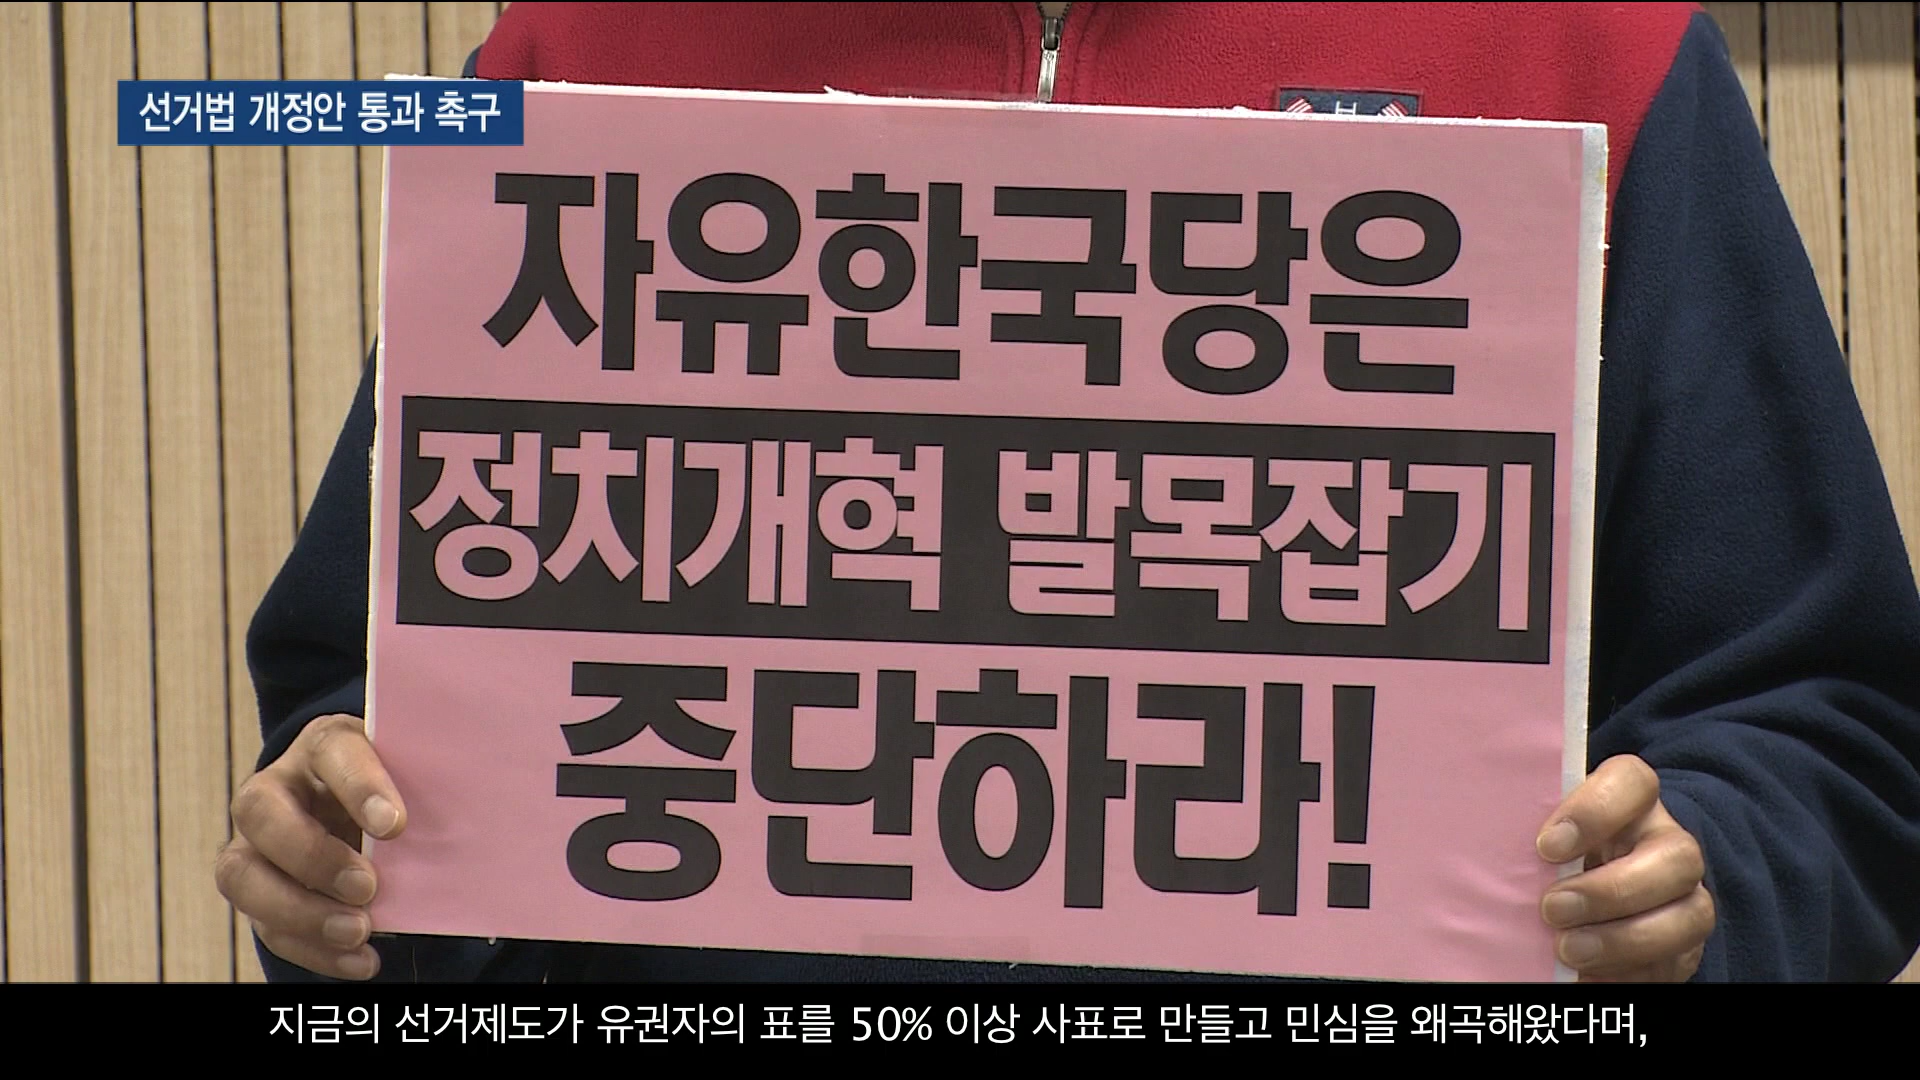 선거법 개정안 통과 촉구
자유한국당은
정치개혁 발목잡기
중단하라!
지금의 선거제도가 유권자의 표를 50% 이상 사표로 만들고 민심을 왜곡해왔다며,